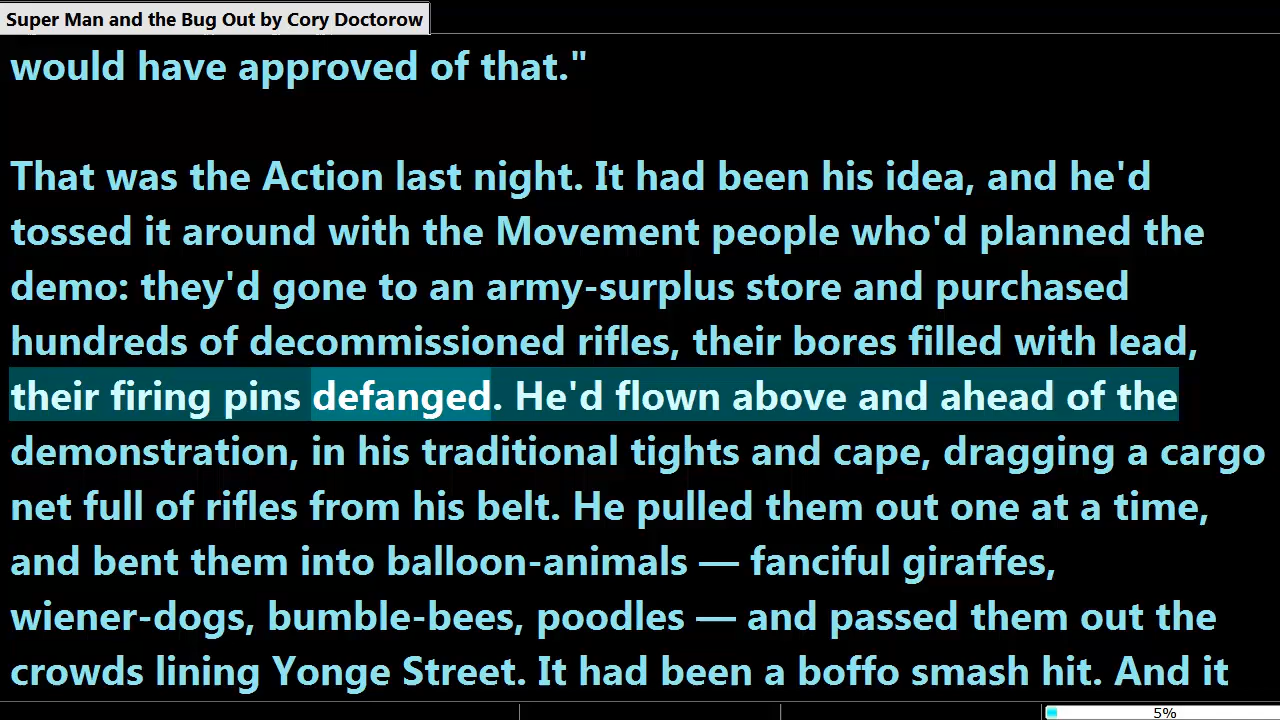 Super Man and the Bug Out by Cory Doctorow
would have approved of that."
That was the Action last night. It had been his idea, and he'd
tossed it around with the Movement people who'd planned the
demo: they'd gone to an army-surplus store and purchased
hundreds of decommissioned rifles, their bores filled with lead,
their firing pins defanged. He'd flown above and ahead of the
demonstration, in his traditional tights and cape, dragging a cargo
net full of rifles from his belt. He pulled them out one at a time,
and bent them into balloon-animals — fanciful giraffes,
wiener-dogs, bumble-bees, poodles — and passed them out the
crowds lining Yonge Street. It had been a boffo smash hit. And it
5%